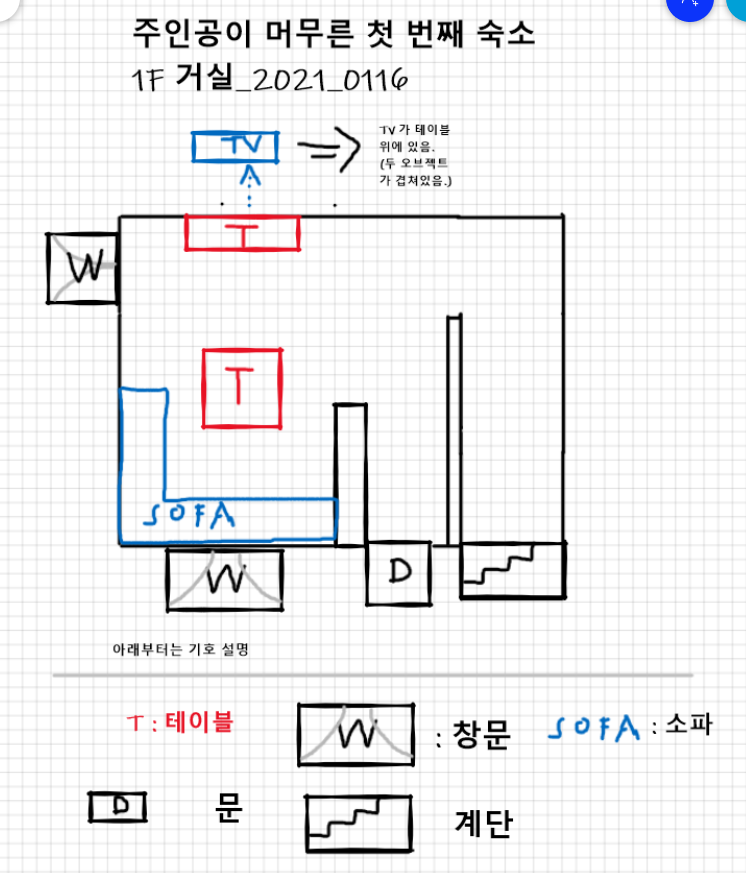 주인공이 머무른 첫 번째 숙소
1F 거실_2021_0116
TV
TV가 테이블
위에 있음.
(두 오브젝트
가 겹쳐있음.)
T
W
T
SOFA
W
D
아래부터는 기호 설명
T : 테이블
W : 창문
SOFA : 소파
D 문
계단